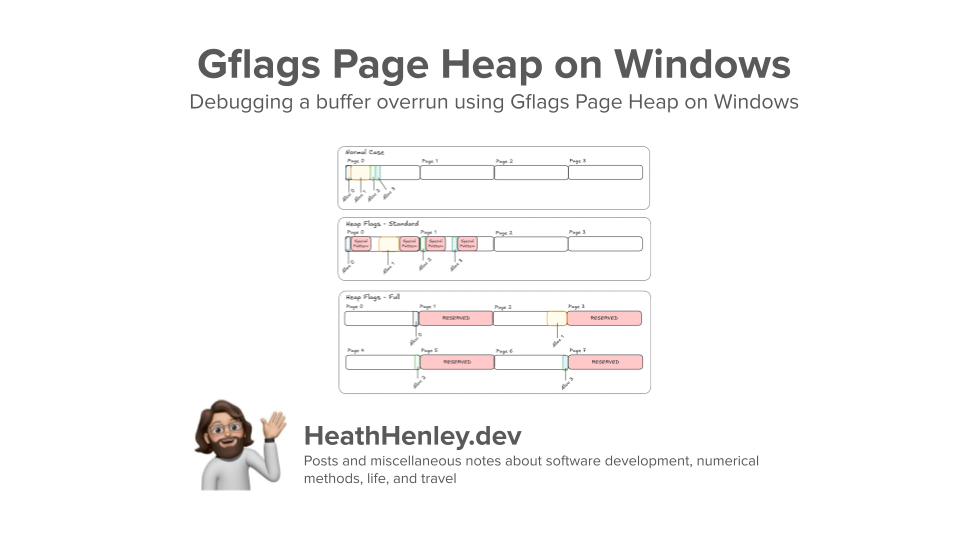 Gflags Page Heap on Windows
Debugging a buffer overrun using Gflags Page Heap on Windows
Normal Case
Page 0 Page 1 Page 2 Page 3
Alloc 0 Alloc 1 Alloc 2 Alloc 3
Heap Flags - Standard
Page 0 Page 1 Page 2 Page 3
Special Pattern Special Pattern Special Pattern Special Pattern
Alloc 0 Alloc 1 Alloc 2 Alloc 3
Heap Flags - Full
Page 0 Page 1 Page 2 Page 3
RESERVED RESERVED
Alloc 0 Alloc 1
Page 4 Page 5 Page 6 Page 7
RESERVED RESERVED
Alloc 2 Alloc 3
HeathHenley.dev
Posts and miscellaneous notes about software development, numerical
methods, life, and travel